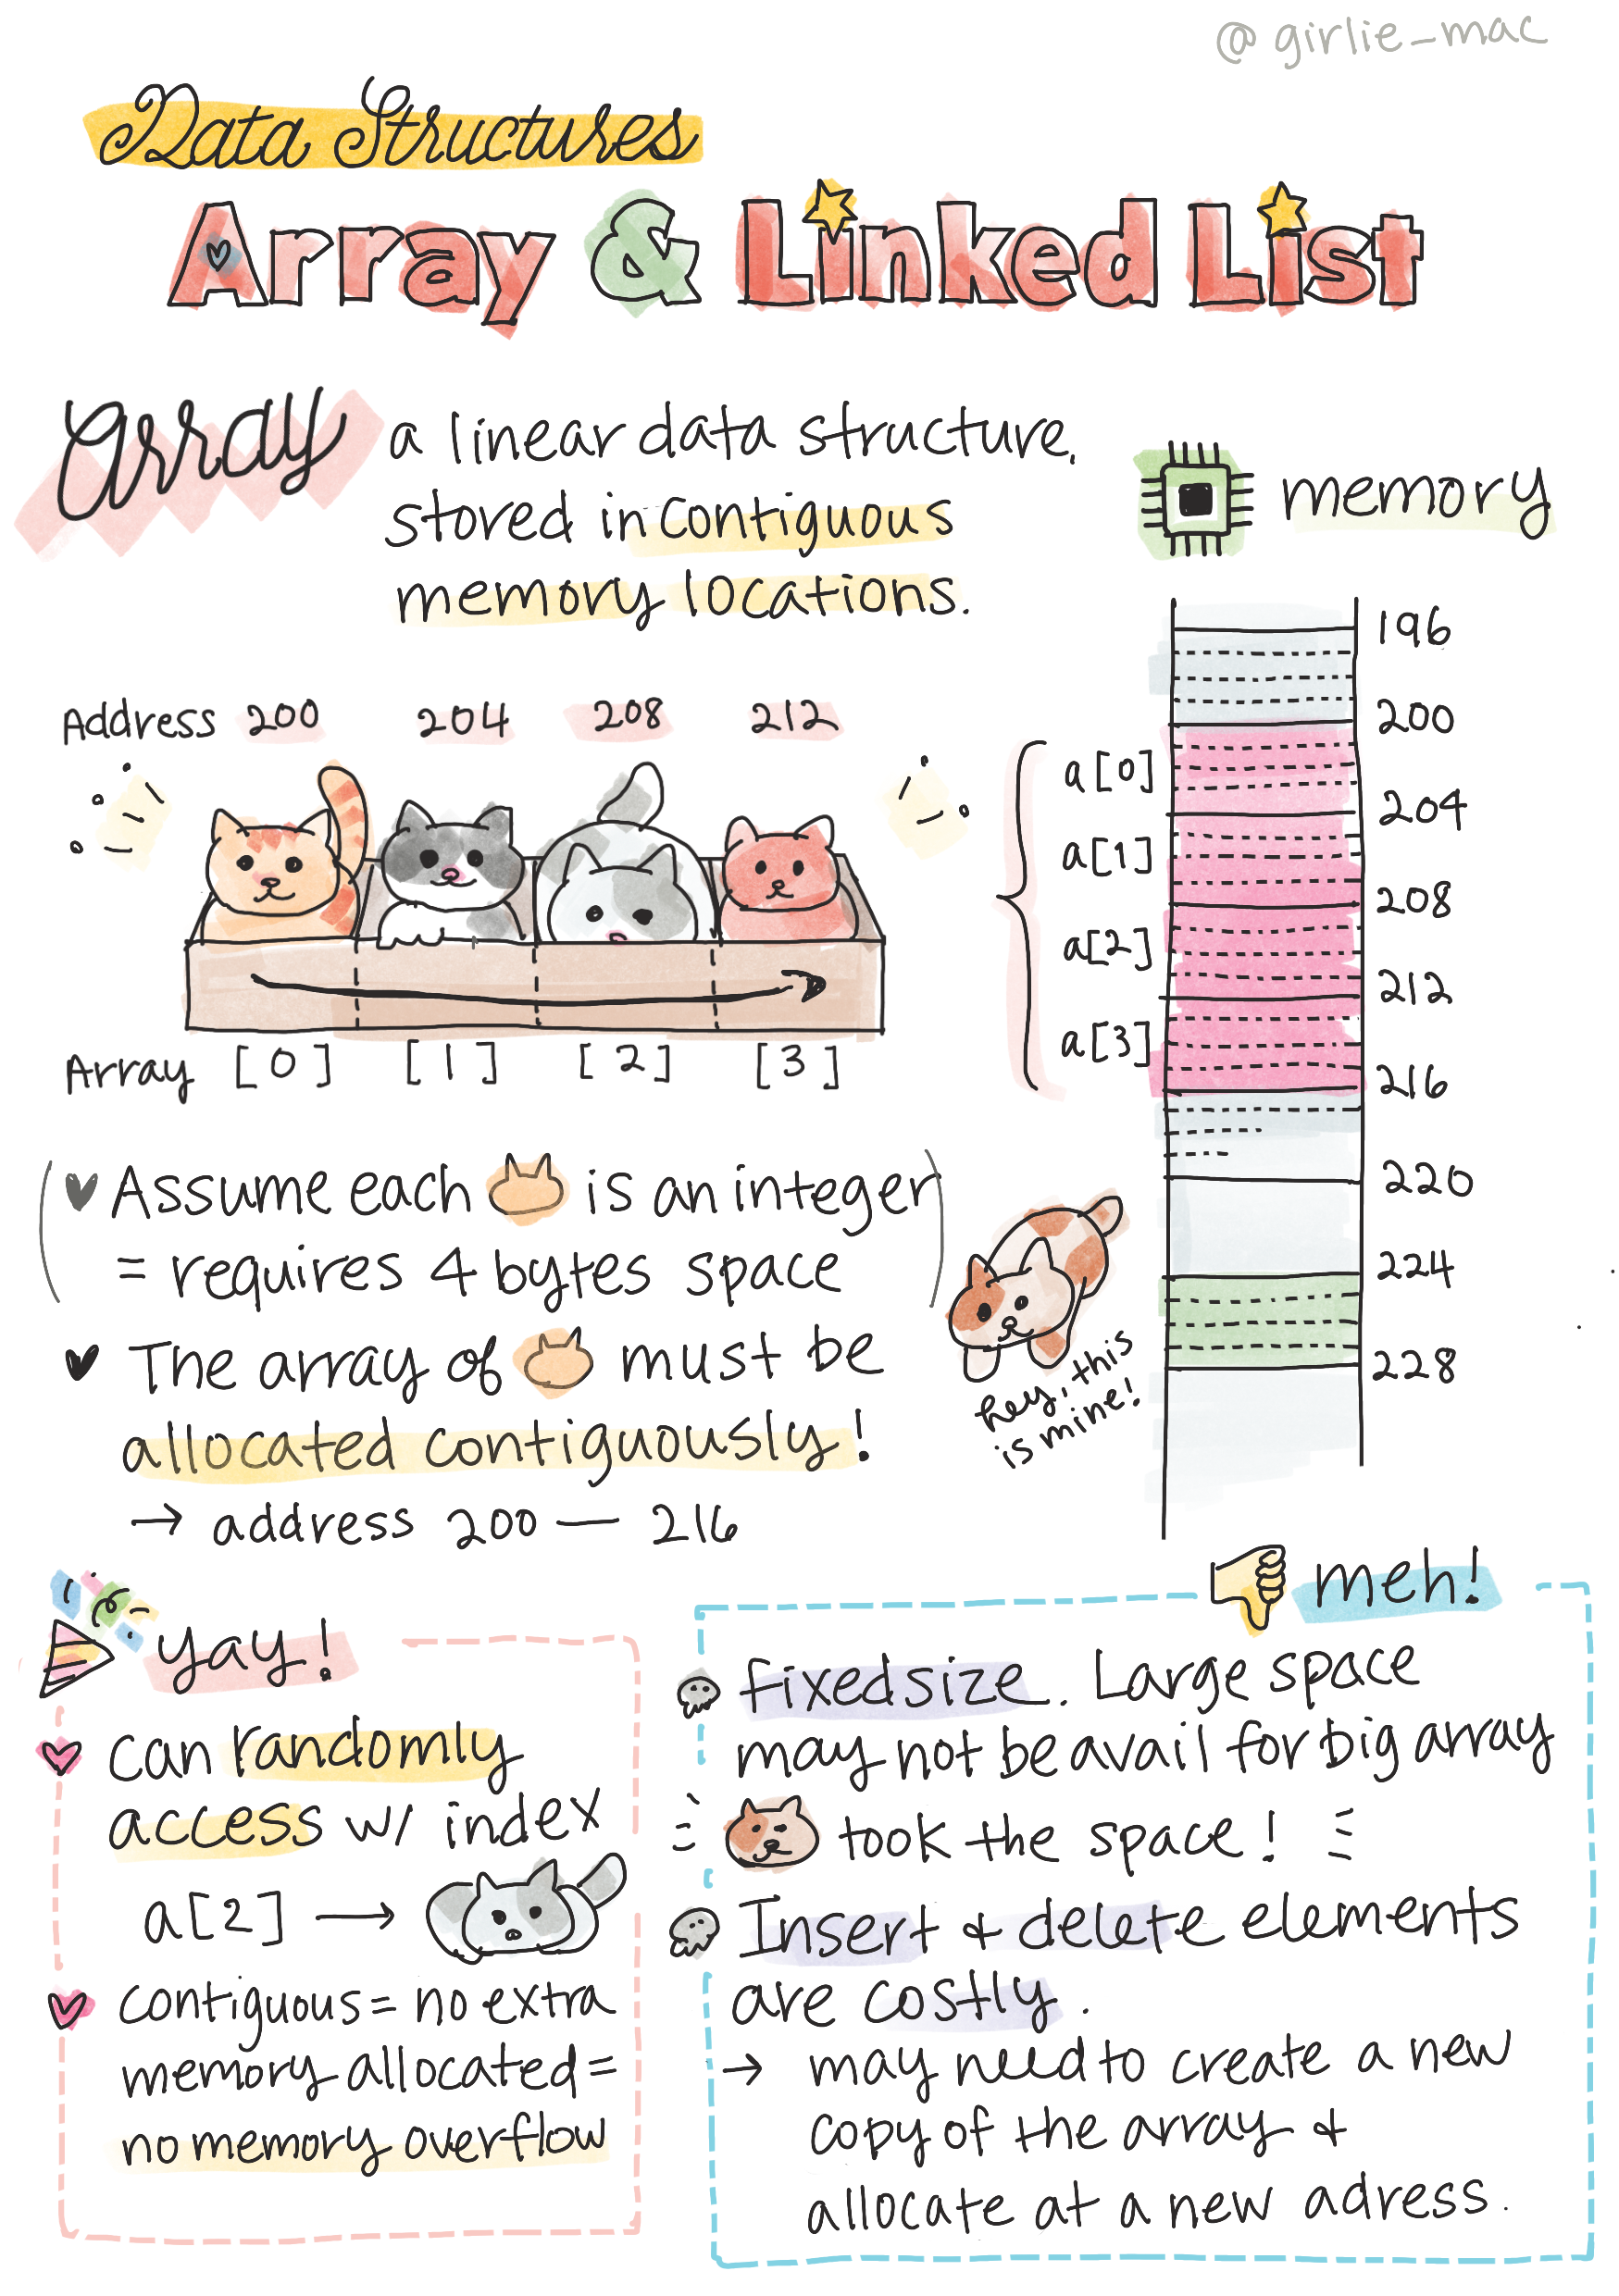 @girlie_mac
Data Structures
Array & Linked List
array
a linear data structure,
stored in contiguous
memory locations.
memory
Address 200 204 208 212
Array [0] [1] [2] [3]
196
200
a[0]
204
a[1]
208
a[2]
212
a[3]
216
220
224
228
hey, this
is mine!
(♥ Assume each is an integer
= requires 4 bytes space)
♥ The array of must be
allocated contiguously!
→ address 200 — 216
yay!
can randomly
access w/ index
a[2] →
contiguous = no extra
memory allocated =
no memory overflow
meh!
fixed size. Large space
may not be avail for big array
took the space!
Insert & delete elements
are costly.
→ may need to create a new
copy of the array &
allocate at a new adress.